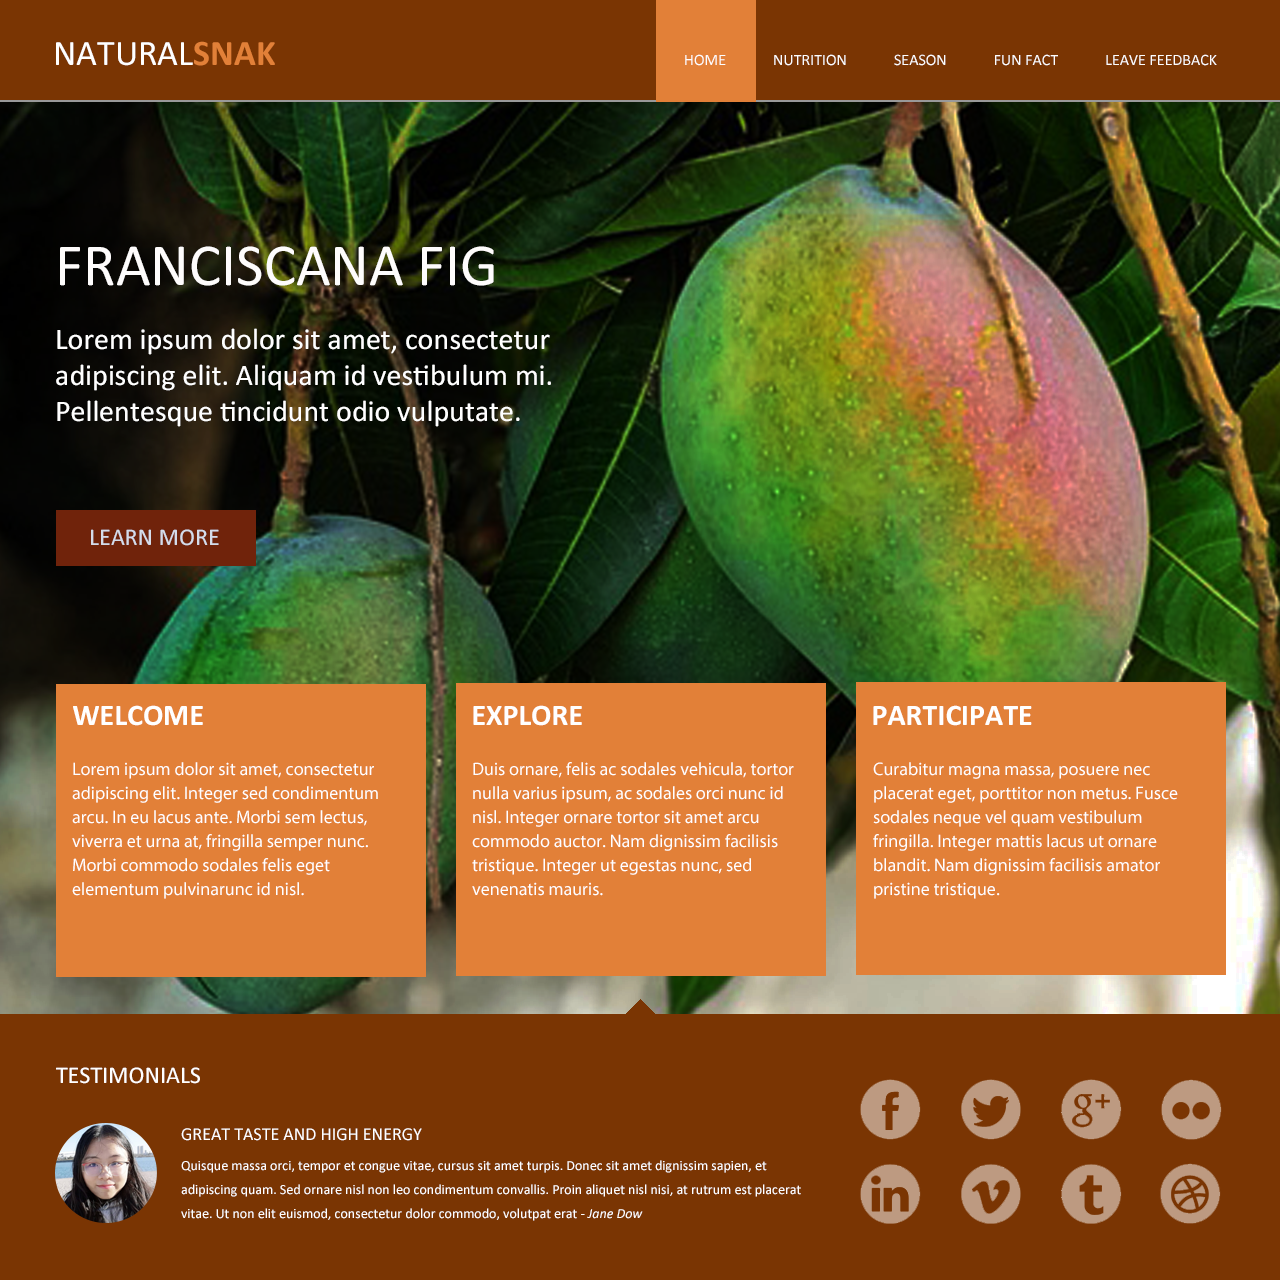 NATURALSNAK
HOME NUTRITION SEASON FUN FACT LEAVE FEEDBACK
FRANCISCANA FIG
Lorem ipsum dolor sit amet, consectetur
adipiscing elit. Aliquam id vestibulum mi.
Pellentesque tincidunt odio vulputate.
LEARN MORE
WELCOME
Lorem ipsum dolor sit amet, consectetur
adipiscing elit. Integer sed condimentum
arcu. In eu lacus ante. Morbi sem lectus,
viverra et urna at, fringilla semper nunc.
Morbi commodo sodales felis eget
elementum pulvinarunc id nisl.
EXPLORE
Duis ornare, felis ac sodales vehicula, tortor
nulla varius ipsum, ac sodales orci nunc id
nisl. Integer ornare tortor sit amet arcu
commodo auctor. Nam dignissim facilisis
tristique. Integer ut egestas nunc, sed
venenatis mauris.
PARTICIPATE
Curabitur magna massa, posuere nec
placerat eget, porttitor non metus. Fusce
sodales neque vel quam vestibulum
fringilla. Integer mattis lacus ut ornare
blandit. Nam dignissim facilisis amator
pristine tristique.
TESTIMONIALS
GREAT TASTE AND HIGH ENERGY
Quisque massa orci, tempor et congue vitae, cursus sit amet turpis. Donec sit amet dignissim sapien, et
adipiscing quam. Sed ornare nisl non leo condimentum convallis. Proin aliquet nisl nisi, at rutrum est placerat
vitae. Ut non elit euismod, consectetur dolor commodo, volutpat erat - Jane Dow
f g+
in t